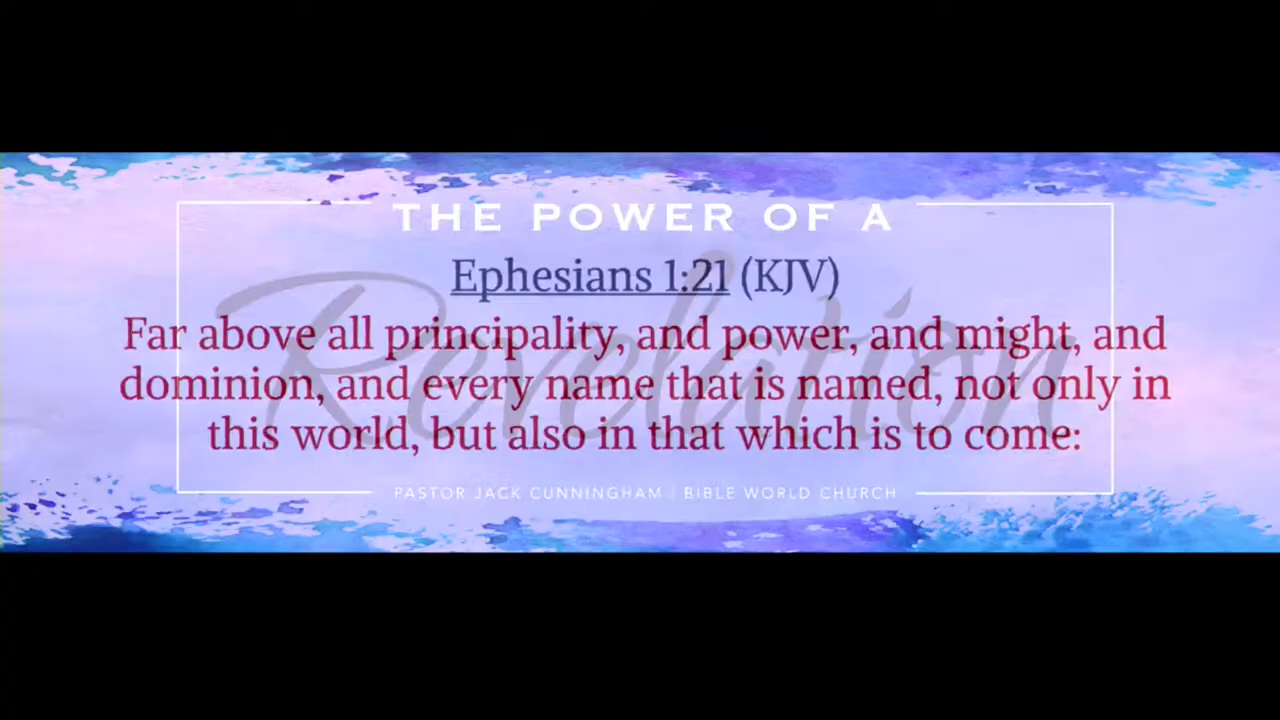 THE POWER OF A
Revelation
Ephesians 1:21 (KJV)
Far above all principality, and power, and might, and
dominion, and every name that is named, not only in
this world, but also in that which is to come:
PASTOR JACK CUNNINGHAM | BIBLE WORLD CHURCH